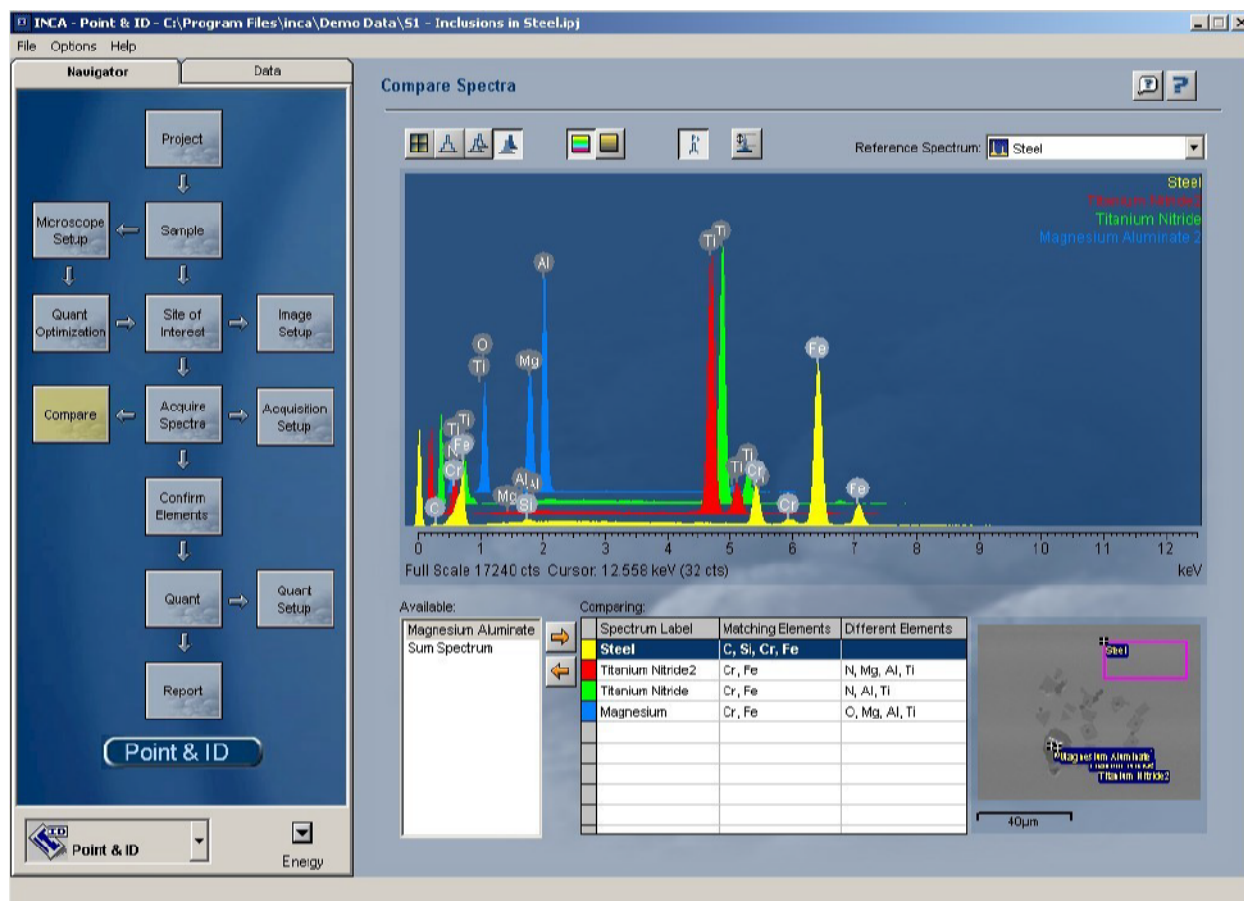 INCA - Point & ID - C:\Program Files\inca\Demo Data\S1 - Inclusions in Steel.ipj
File Options Help
Navigator
Data
Project
Microscope
Setup
Sample
Quant
Optimization
Site of
Interest
Image
Setup
Compare
Acquire
Spectra
Acquisition
Setup
Confirm
Elements
Quant
Quant
Setup
Report
Point & ID
ID
Point & ID
Energy
Compare Spectra
Reference Spectrum: Steel
Steel
Titanium Nitride2
Titanium Nitride
Magnesium Aluminate 2
Ti
Ti
Al
O
Ti
Mg
Fe
Ti
Ti
N
Fe
Cr
C
Al
Al
Mg
Si
Ti
Ti
Cr
Cr
Fe
0 1 2 3 4 5 6 7 8 9 10 11 12
Full Scale 17240 cts Cursor: 12.558 keV (32 cts)
keV
Available:
Magnesium Aluminate
Sum Spectrum
Comparing:
Spectrum Label Matching Elements Different Elements
Steel C, Si, Cr, Fe
Titanium Nitride2 Cr, Fe N, Mg, Al, Ti
Titanium Nitride Cr, Fe N, Al, Ti
Magnesium Cr, Fe O, Mg, Al, Ti
Steel
Magnesium Aluminate
Titanium Nitride2
40µm